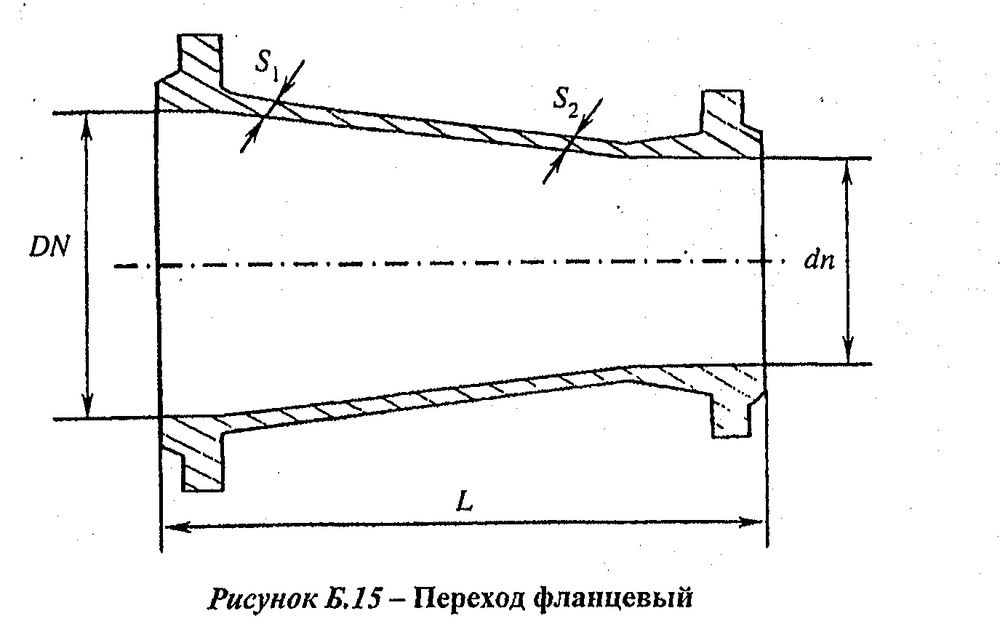 S₁
S₂
DN
dn
L
Рисунок Б.15 – Переход фланцевый